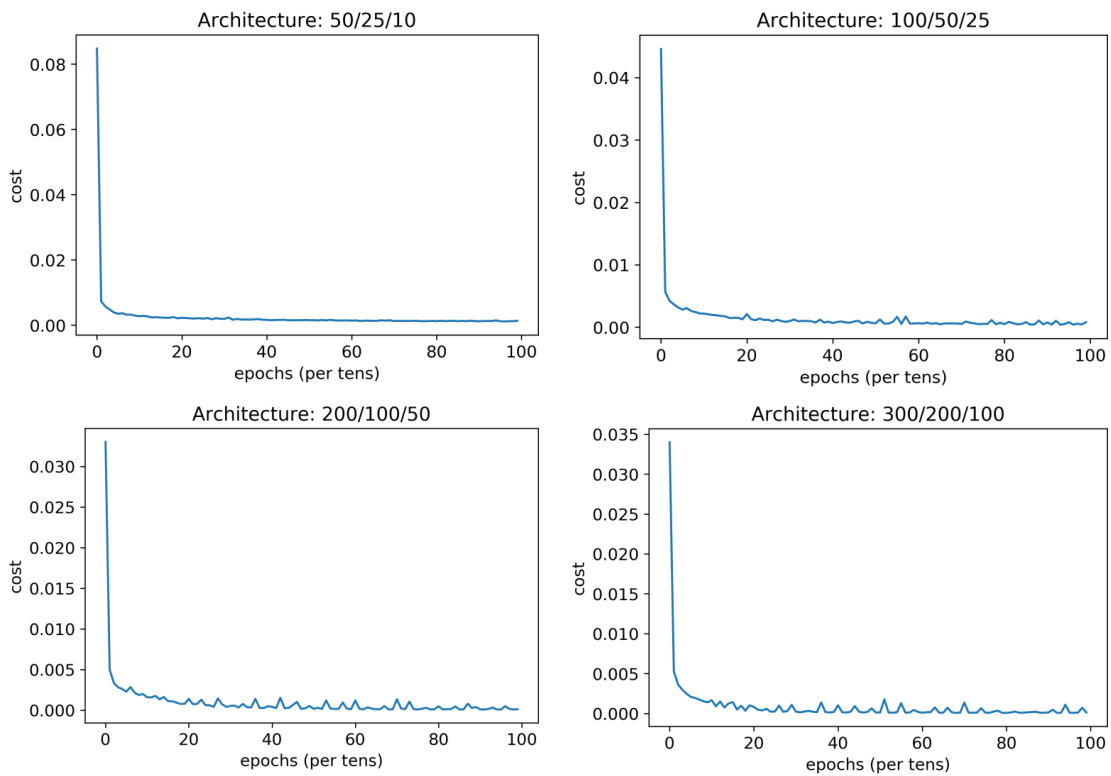 Architecture: 50/25/10
cost
0.08
0.06
0.04
0.02
0.00
0 20 40 60 80 100
epochs (per tens)
Architecture: 100/50/25
cost
0.04
0.03
0.02
0.01
0.00
0 20 40 60 80 100
epochs (per tens)
Architecture: 200/100/50
cost
0.030
0.025
0.020
0.015
0.010
0.005
0.000
0 20 40 60 80 100
epochs (per tens)
Architecture: 300/200/100
cost
0.035
0.030
0.025
0.020
0.015
0.010
0.005
0.000
0 20 40 60 80 100
epochs (per tens)